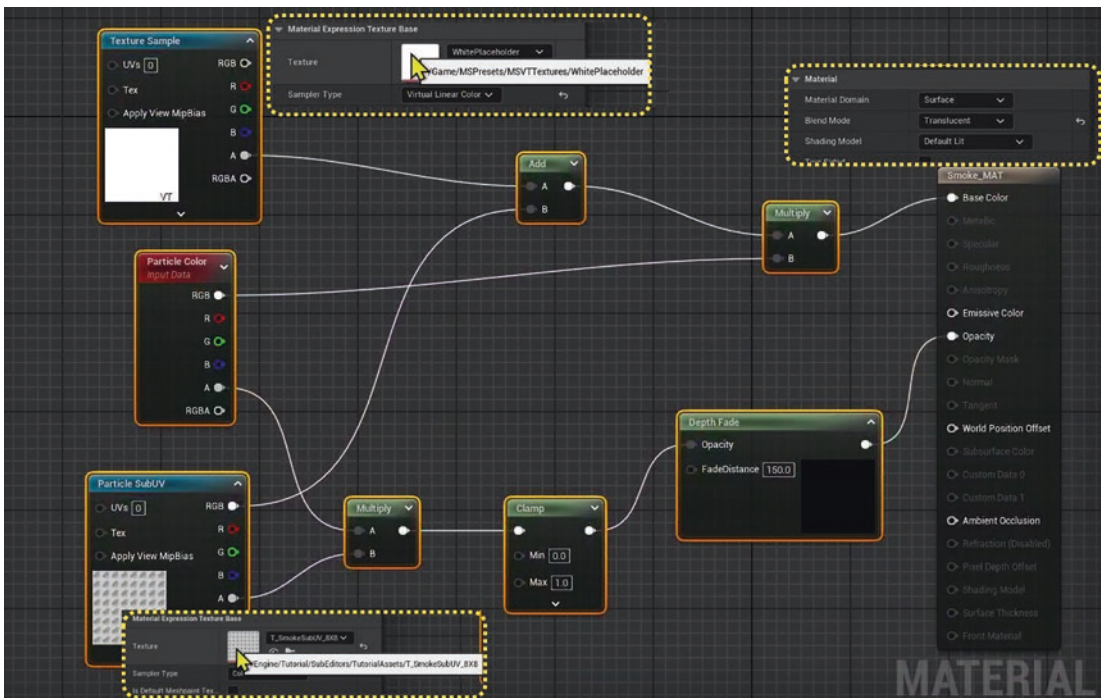 Texture Sample
UVs 0
RGB
Tex
R
Apply View MipBias
G
B
A
RGBA
VT
Material Expression Texture Base
Texture
WhitePlaceholder
/Game/MSPresets/MSVTTextures/WhitePlaceholder
Sampler Type
Virtual Linear Color
Material
Material Domain
Surface
Blend Mode
Translucent
Shading Model
Default Lit
Add
A
B
Multiply
A
B
Particle Color
Input Data
RGB
R
G
B
A
RGBA
Smoke_MAT
Base Color
Metallic
Specular
Roughness
Anisotropy
Emissive Color
Opacity
Opacity Mask
Normal
Tangent
World Position Offset
Subsurface Color
Custom Data 0
Custom Data 1
Ambient Occlusion
Refraction (Disabled)
Pixel Depth Offset
Shading Model
Surface Thickness
Front Material
Depth Fade
Opacity
FadeDistance 150.0
Particle SubUV
UVs 0
RGB
Tex
R
Apply View MipBias
G
B
A
Multiply
A
B
Clamp
Min 0.0
Max 1.0
Material Expression Texture Base
Texture
T_SmokeSubUV_8X8
/Engine/Tutorial/SubEditors/TutorialAssets/T_SmokeSubUV_8X8
Sampler Type
Is Default Meshpaint Tex...
MATERIAL